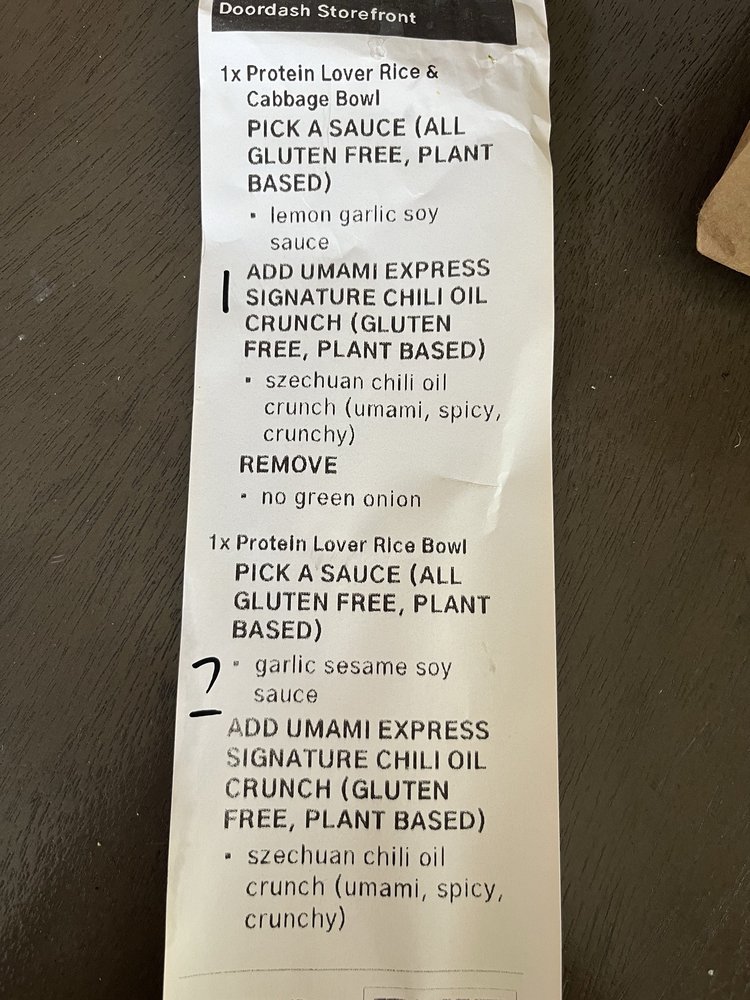 Doordash Storefront
1x Protein Lover Rice &
Cabbage Bowl
PICK A SAUCE (ALL
GLUTEN FREE, PLANT
BASED)
• lemon garlic soy
sauce
1
ADD UMAMI EXPRESS
SIGNATURE CHILI OIL
CRUNCH (GLUTEN
FREE, PLANT BASED)
• szechuan chili oil
crunch (umami, spicy,
crunchy)
REMOVE
• no green onion
1x Protein Lover Rice Bowl
PICK A SAUCE (ALL
GLUTEN FREE, PLANT
BASED)
2
• garlic sesame soy
sauce
ADD UMAMI EXPRESS
SIGNATURE CHILI OIL
CRUNCH (GLUTEN
FREE, PLANT BASED)
• szechuan chili oil
crunch (umami, spicy,
crunchy)